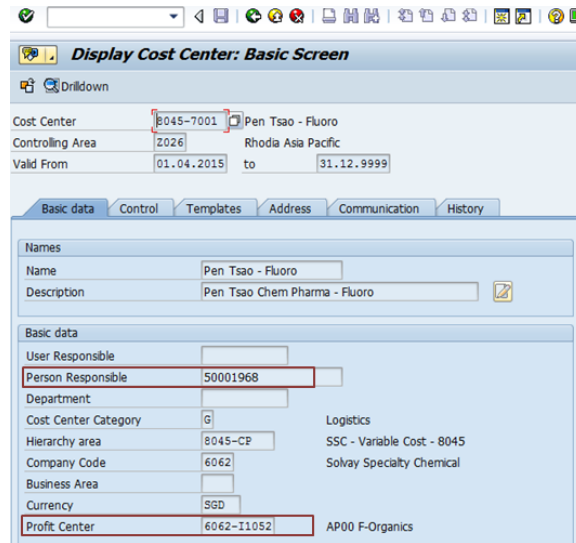 Display Cost Center: Basic Screen
Drilldown
Cost Center 8045-7001 Pen Tsao - Fluoro
Controlling Area Z026 Rhodia Asia Pacific
Valid From 01.04.2015 to 31.12.9999
Basic data Control Templates Address Communication History
Names
Name Pen Tsao - Fluoro
Description Pen Tsao Chem Pharma - Fluoro
Basic data
User Responsible
Person Responsible 50001968
Department
Cost Center Category G Logistics
Hierarchy area 8045-CP SSC - Variable Cost - 8045
Company Code 6062 Solvay Specialty Chemical
Business Area
Currency SGD
Profit Center 6062-I1052 AP00 F-Organics